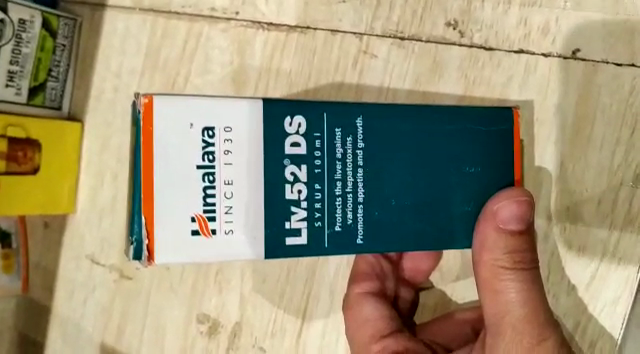 Himalaya™
SINCE 1930
Liv.52® DS
SYRUP 100ml
Protects the liver against
various hepatotoxins.
Promotes appetite and growth.
THE SIDHPUR